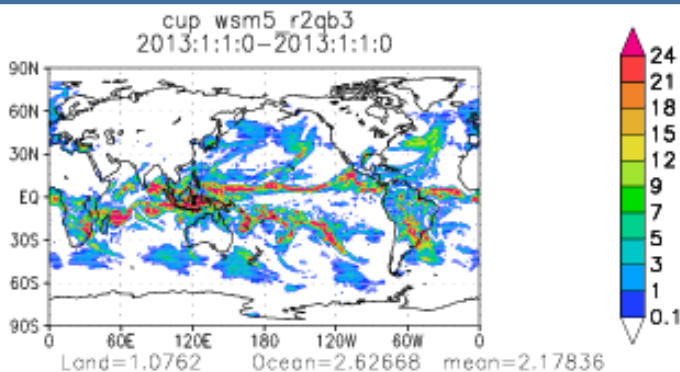 cup wsm5_r2qb3
2013:1:1:0-2013:1:1:0
90N
60N
30N
EQ
30S
60S
90S
0 60E 120E 180 120W 60W 0
24
21
18
15
12
9
7
5
3
1
0.1
Land=1.0762 Ocean=2.62668 mean=2.17836